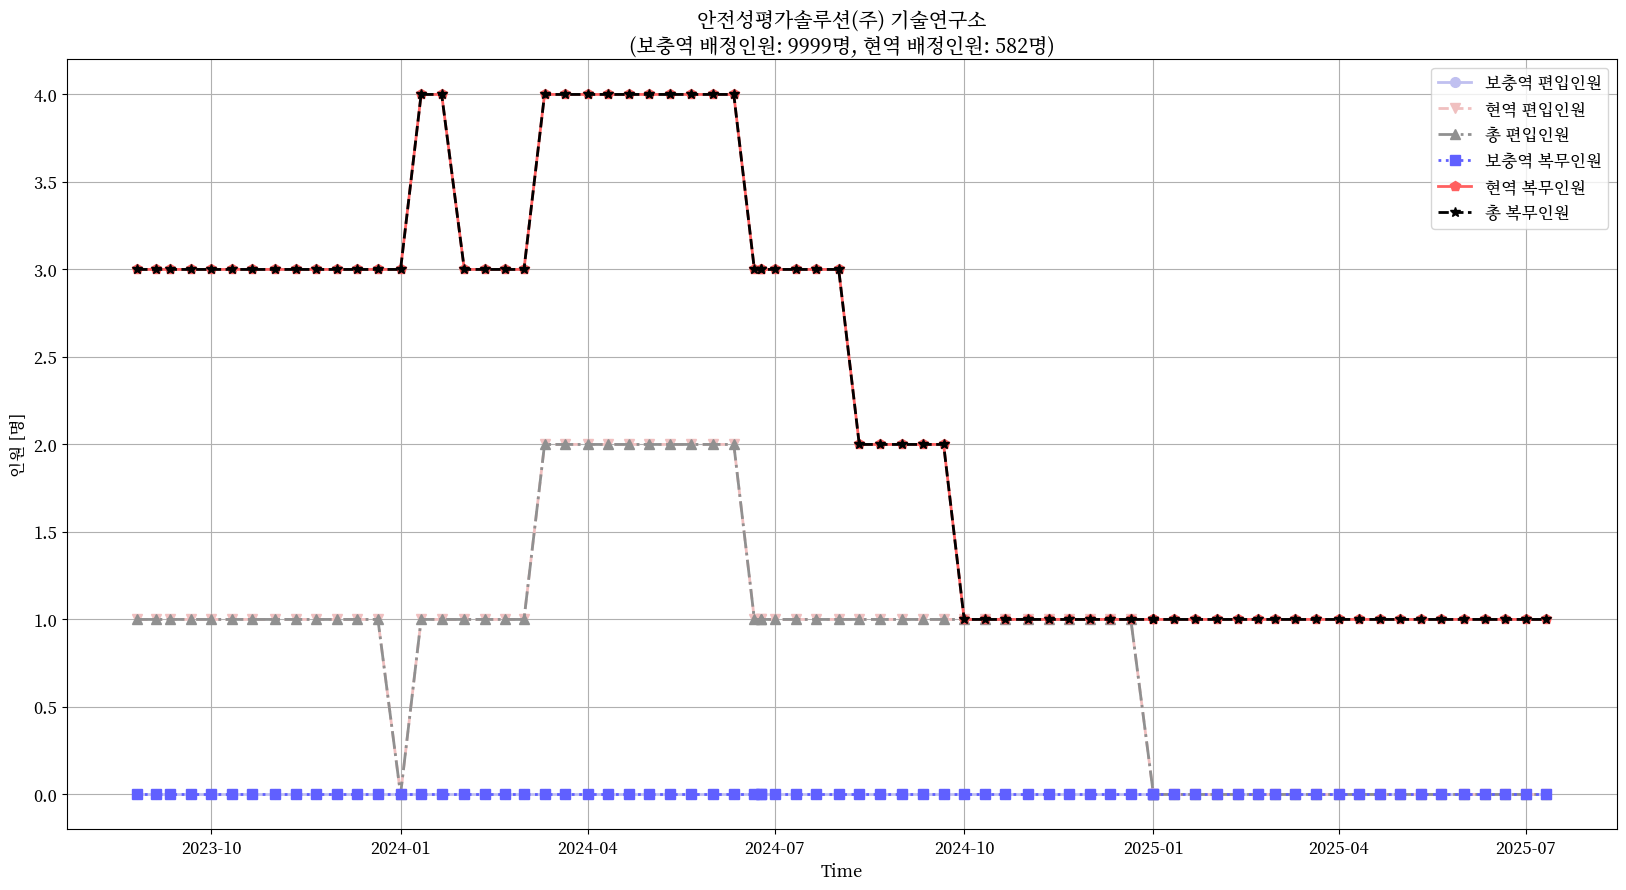 안전성평가솔루션(주) 기술연구소
(보충역 배정인원: 9999명, 현역 배정인원: 582명)
보충역 편입인원
현역 편입인원
총 편입인원
보충역 복무인원
현역 복무인원
총 복무인원
4.0
3.5
3.0
2.5
2.0
1.5
1.0
0.5
0.0
인원 [명]
2023-10 2024-01 2024-04 2024-07 2024-10 2025-01 2025-04 2025-07
Time